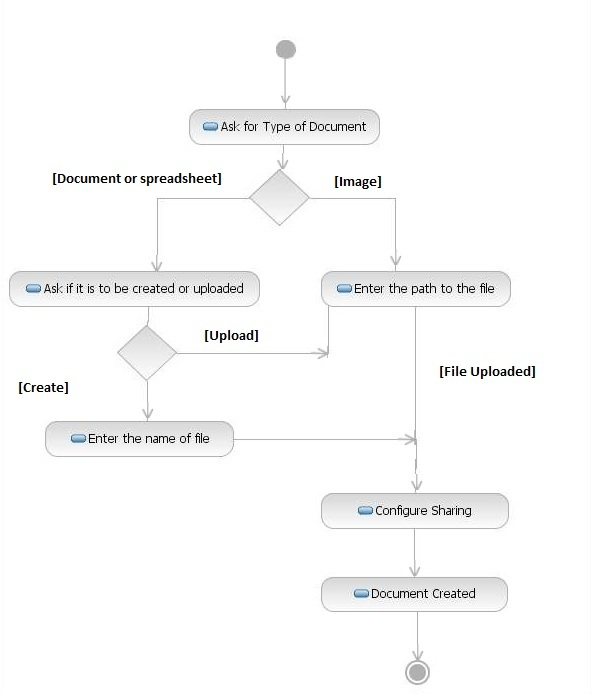 Ask for Type of Document
[Document or spreadsheet]
[Image]
Ask if it is to be created or uploaded
Enter the path to the file
[Upload]
[File Uploaded]
[Create]
Enter the name of file
Configure Sharing
Document Created